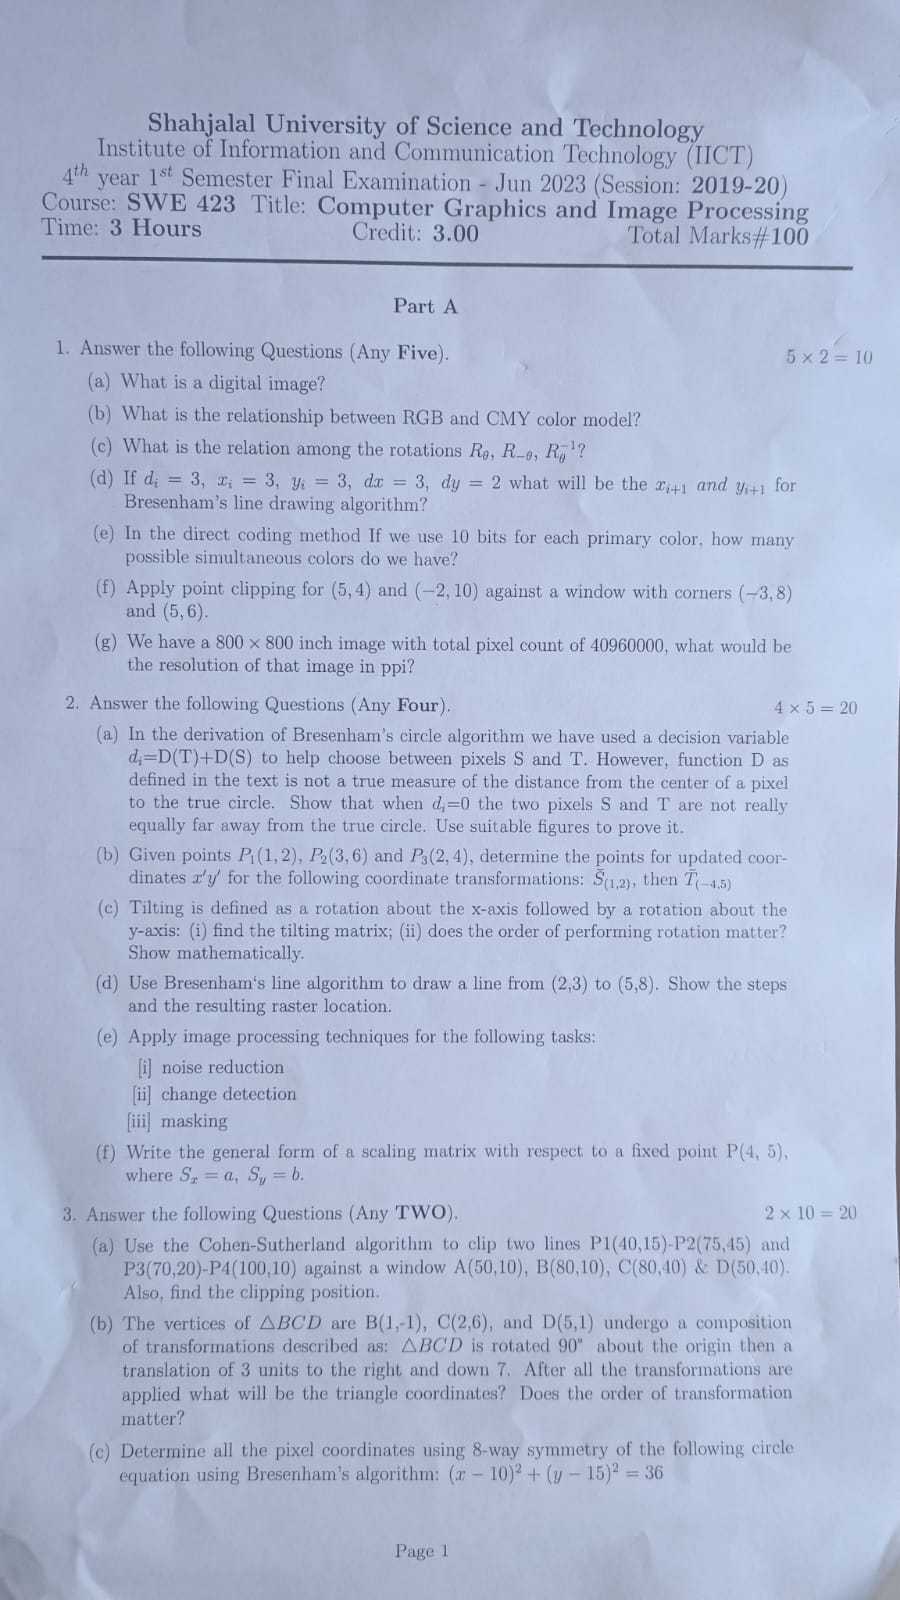 Shahjalal University of Science and Technology
Institute of Information and Communication Technology (IICT)
4th year 1st Semester Final Examination - Jun 2023 (Session: 2019-20)
Course: SWE 423 Title: Computer Graphics and Image Processing
Time: 3 Hours Credit: 3.00 Total Marks#100
Part A
1. Answer the following Questions (Any Five). 5 × 2 = 10
(a) What is a digital image?
(b) What is the relationship between RGB and CMY color model?
(c) What is the relation among the rotations R_θ, R_{−θ}, R_θ^{−1}?
(d) If d_i = 3, x_i = 3, y_i = 3, dx = 3, dy = 2 what will be the x_{i+1} and y_{i+1} for
Bresenham's line drawing algorithm?
(e) In the direct coding method If we use 10 bits for each primary color, how many
possible simultaneous colors do we have?
(f) Apply point clipping for (5, 4) and (−2, 10) against a window with corners (−3, 8)
and (5, 6).
(g) We have a 800 × 800 inch image with total pixel count of 40960000, what would be
the resolution of that image in ppi?
2. Answer the following Questions (Any Four). 4 × 5 = 20
(a) In the derivation of Bresenham's circle algorithm we have used a decision variable
d_i=D(T)+D(S) to help choose between pixels S and T. However, function D as
defined in the text is not a true measure of the distance from the center of a pixel
to the true circle. Show that when d_i=0 the two pixels S and T are not really
equally far away from the true circle. Use suitable figures to prove it.
(b) Given points P₁(1, 2), P₂(3, 6) and P₃(2, 4), determine the points for updated coor-
dinates x'y' for the following coordinate transformations: S̄_(1,2), then T̄_(−4,5)
(c) Tilting is defined as a rotation about the x-axis followed by a rotation about the
y-axis: (i) find the tilting matrix; (ii) does the order of performing rotation matter?
Show mathematically.
(d) Use Bresenham‘s line algorithm to draw a line from (2,3) to (5,8). Show the steps
and the resulting raster location.
(e) Apply image processing techniques for the following tasks:
[i] noise reduction
[ii] change detection
[iii] masking
(f) Write the general form of a scaling matrix with respect to a fixed point P(4, 5),
where S_x = a, S_y = b.
3. Answer the following Questions (Any TWO). 2 × 10 = 20
(a) Use the Cohen-Sutherland algorithm to clip two lines P1(40,15)-P2(75,45) and
P3(70,20)-P4(100,10) against a window A(50,10), B(80,10), C(80,40) & D(50,40).
Also, find the clipping position.
(b) The vertices of △BCD are B(1,-1), C(2,6), and D(5,1) undergo a composition
of transformations described as: △BCD is rotated 90° about the origin then a
translation of 3 units to the right and down 7. After all the transformations are
applied what will be the triangle coordinates? Does the order of transformation
matter?
(c) Determine all the pixel coordinates using 8-way symmetry of the following circle
equation using Bresenham's algorithm: (x − 10)² + (y − 15)² = 36
Page 1